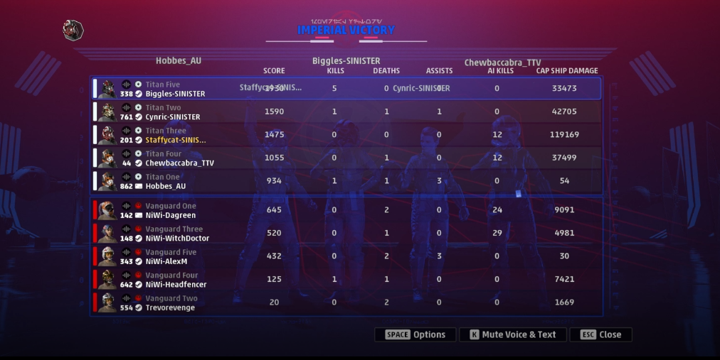 IMPERIAL VICTORY
Hobbes_AU Biggles-SINISTER Chewbaccabra_TTV
SCORE KILLS DEATHS ASSISTS AI KILLS CAP SHIP DAMAGE
Staffycat-SINIS... Cynric-SINISTER
Titan Five
338 Biggles-SINISTER 1930 5 0 0 0 33473
Titan Two
761 Cynric-SINISTER 1590 1 1 1 0 42705
Titan Three
201 Staffycat-SINIS... 1475 0 0 0 12 119169
Titan Four
44 Chewbaccabra_TTV 1055 0 1 0 12 37499
Titan One
862 Hobbes_AU 934 1 1 3 0 54
Vanguard One
142 NiWi-Dagreen 645 0 2 0 24 9091
Vanguard Three
148 NiWi-WitchDoctor 520 0 1 0 29 4981
Vanguard Five
343 NiWi-AlexM 432 0 2 3 0 30
Vanguard Four
642 NiWi-Headfencer 125 1 1 0 0 7421
Vanguard Two
554 Trevorevenge 20 0 2 0 0 1669
SPACE Options K Mute Voice & Text ESC Close